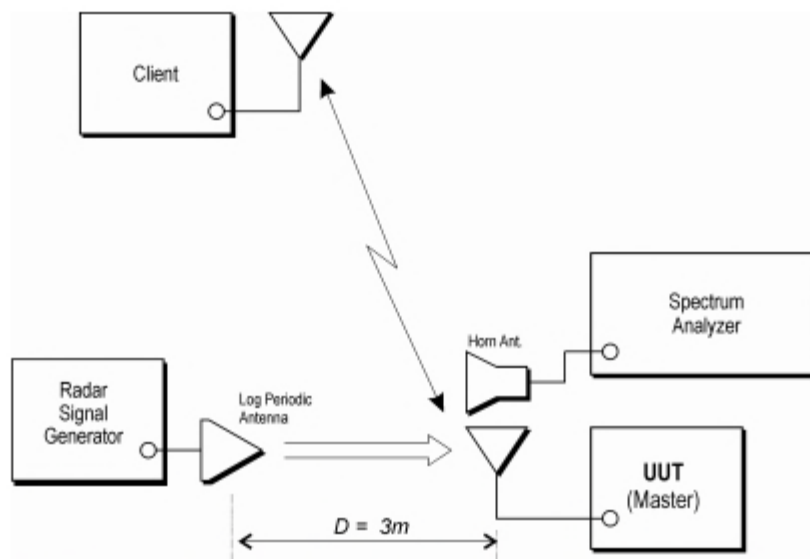 Client
Spectrum
Analyzer
Horn Ant.
Radar
Signal
Generator
Log Periodic
Antenna
UUT
(Master)
D = 3m